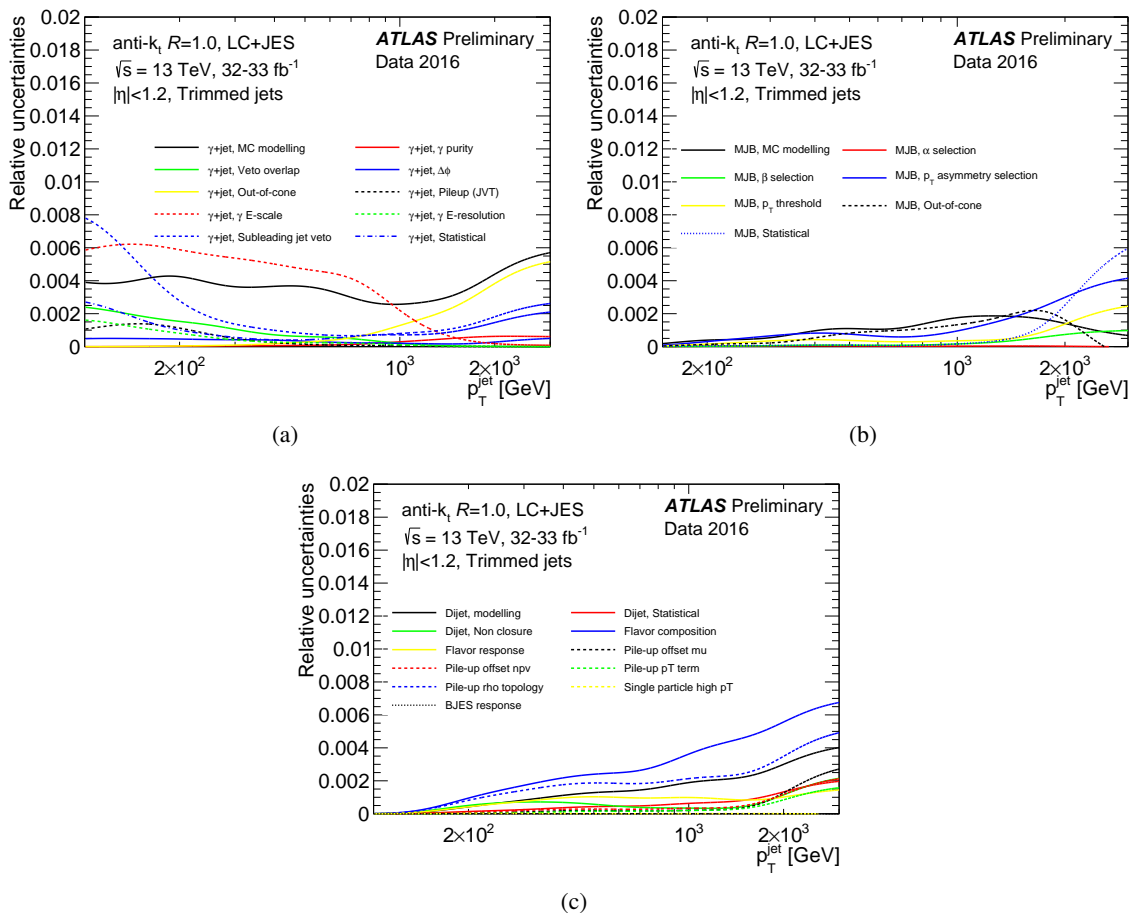 Relative uncertainties
0.02
0.018
0.016
0.014
0.012
0.01
0.008
0.006
0.004
0.002
0
anti-kt R=1.0, LC+JES
√s = 13 TeV, 32-33 fb⁻¹
|η|<1.2, Trimmed jets
ATLAS Preliminary
Data 2016
γ+jet, MC modelling
γ+jet, γ purity
γ+jet, Veto overlap
γ+jet, Δϕ
γ+jet, Out-of-cone
γ+jet, Pileup (JVT)
γ+jet, γ E-scale
γ+jet, γ E-resolution
γ+jet, Subleading jet veto
γ+jet, Statistical
2×10² 10³ 2×10³
pT^jet [GeV]
(a)
Relative uncertainties
0.02
0.018
0.016
0.014
0.012
0.01
0.008
0.006
0.004
0.002
0
anti-kt R=1.0, LC+JES
√s = 13 TeV, 32-33 fb⁻¹
|η|<1.2, Trimmed jets
ATLAS Preliminary
Data 2016
MJB, MC modelling
MJB, α selection
MJB, β selection
MJB, pT asymmetry selection
MJB, pT threshold
MJB, Out-of-cone
MJB, Statistical
2×10² 10³ 2×10³
pT^jet [GeV]
(b)
Relative uncertainties
0.02
0.018
0.016
0.014
0.012
0.01
0.008
0.006
0.004
0.002
0
anti-kt R=1.0, LC+JES
√s = 13 TeV, 32-33 fb⁻¹
|η|<1.2, Trimmed jets
ATLAS Preliminary
Data 2016
Dijet, modelling
Dijet, Statistical
Dijet, Non closure
Flavor composition
Flavor response
Pile-up offset mu
Pile-up offset npv
Pile-up pT term
Pile-up rho topology
Single particle high pT
BJES response
2×10² 10³ 2×10³
pT^jet [GeV]
(c)